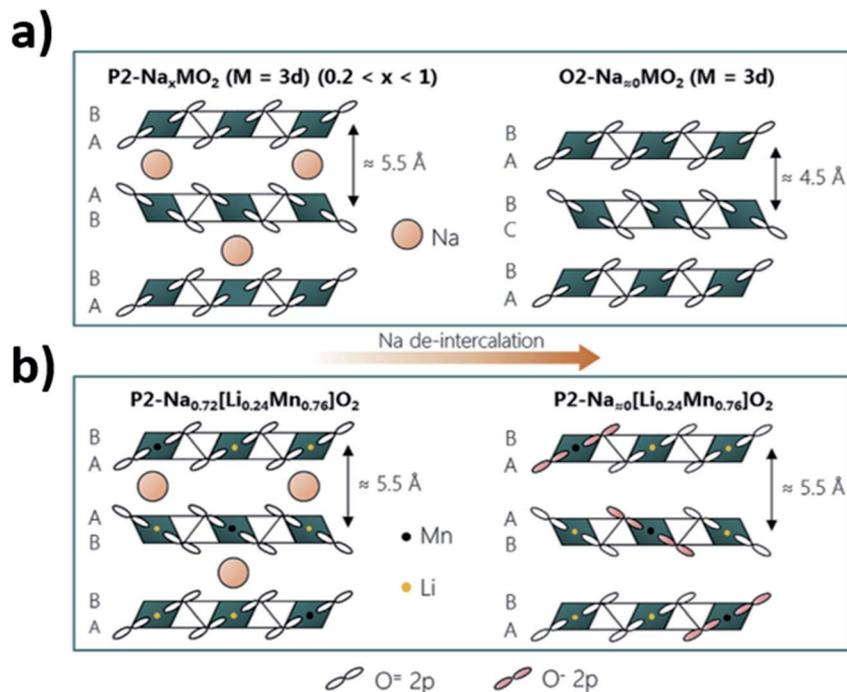 a)
P2-NaₓMO₂ (M = 3d) (0.2 < x < 1)
O2-Na≈₀MO₂ (M = 3d)
B
A
A
B
B
A
≈ 5.5 Å
Na
B
A
B
C
B
A
≈ 4.5 Å
Na de-intercalation
b)
P2-Na₀.₇₂[Li₀.₂₄Mn₀.₇₆]O₂
P2-Na≈₀[Li₀.₂₄Mn₀.₇₆]O₂
B
A
A
B
B
A
≈ 5.5 Å
Mn
Li
B
A
A
B
B
A
≈ 5.5 Å
O⁼ 2p
O⁻ 2p